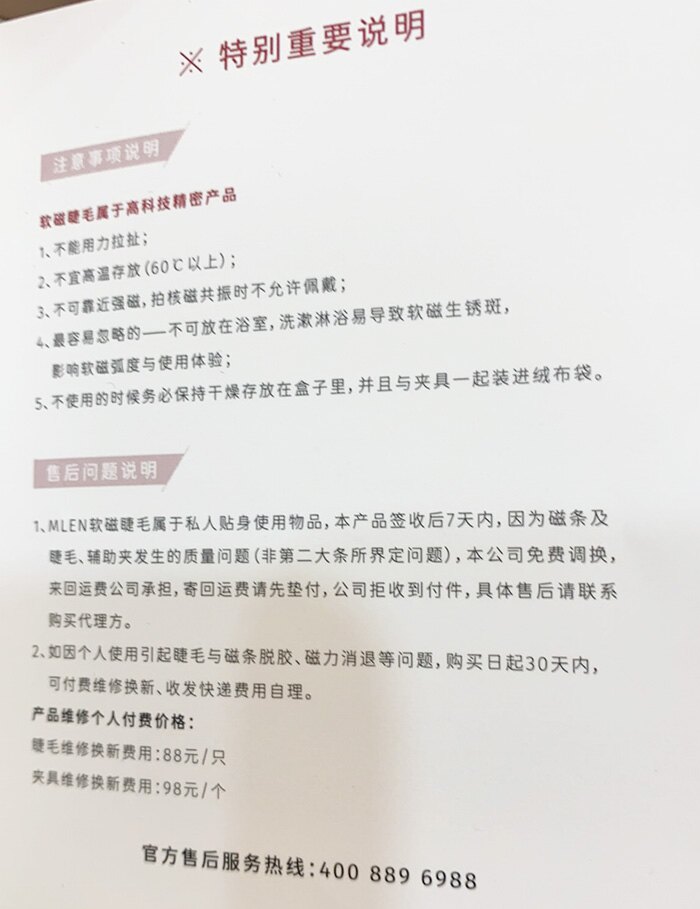 ※ 特别重要说明
注意事项说明
软磁睫毛属于高科技精密产品
1、不能用力拉扯；
2、不宜高温存放（60℃以上）；
3、不可靠近强磁，拍核磁共振时不允许佩戴；
4、最容易忽略的——不可放在浴室，洗漱淋浴易导致软磁生锈斑，
影响软磁弧度与使用体验；
5、不使用的时候务必保持干燥存放在盒子里，并且与夹具一起装进绒布袋。
售后问题说明
1、MLEN软磁睫毛属于私人贴身使用物品，本产品签收后7天内，因为磁条及
睫毛、辅助夹发生的质量问题（非第二大条所界定问题），本公司免费调换，
来回运费公司承担，寄回运费请先垫付，公司拒收到付件，具体售后请联系
购买代理方。
2、如因个人使用引起睫毛与磁条脱胶、磁力消退等问题，购买日起30天内，
可付费维修换新、收发快递费用自理。
产品维修个人付费价格：
睫毛维修换新费用：88元/只
夹具维修换新费用：98元/个
官方售后服务热线：400 889 6988